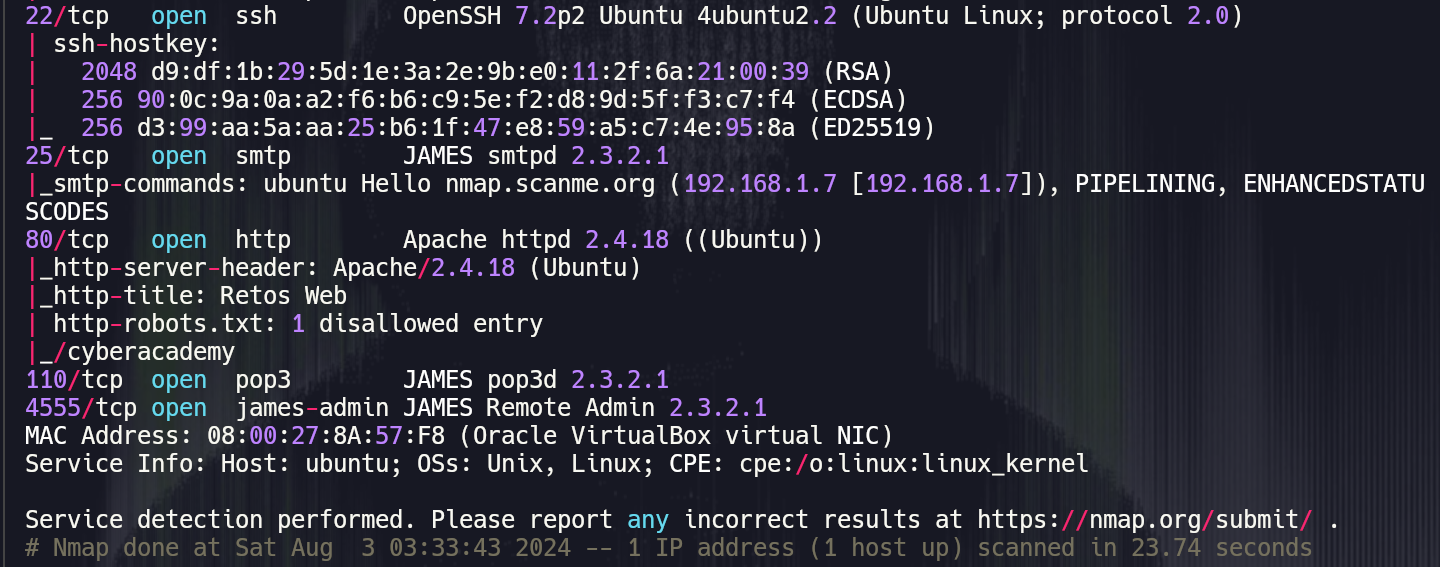 22/tcp   open  ssh         OpenSSH 7.2p2 Ubuntu 4ubuntu2.2 (Ubuntu Linux; protocol 2.0)
| ssh-hostkey:
|   2048 d9:df:1b:29:5d:1e:3a:2e:9b:e0:11:2f:6a:21:00:39 (RSA)
|   256 90:0c:9a:0a:a2:f6:b6:c9:5e:f2:d8:9d:5f:f3:c7:f4 (ECDSA)
|_  256 d3:99:aa:5a:aa:25:b6:1f:47:e8:59:a5:c7:4e:95:8a (ED25519)
25/tcp   open  smtp        JAMES smtpd 2.3.2.1
|_smtp-commands: ubuntu Hello nmap.scanme.org (192.168.1.7 [192.168.1.7]), PIPELINING, ENHANCEDSTATU
SCODES
80/tcp   open  http        Apache httpd 2.4.18 ((Ubuntu))
|_http-server-header: Apache/2.4.18 (Ubuntu)
|_http-title: Retos Web
| http-robots.txt: 1 disallowed entry
|_/cyberacademy
110/tcp  open  pop3        JAMES pop3d 2.3.2.1
4555/tcp open  james-admin JAMES Remote Admin 2.3.2.1
MAC Address: 08:00:27:8A:57:F8 (Oracle VirtualBox virtual NIC)
Service Info: Host: ubuntu; OSs: Unix, Linux; CPE: cpe:/o:linux:linux_kernel

Service detection performed. Please report any incorrect results at https://nmap.org/submit/ .
# Nmap done at Sat Aug  3 03:33:43 2024 -- 1 IP address (1 host up) scanned in 23.74 seconds